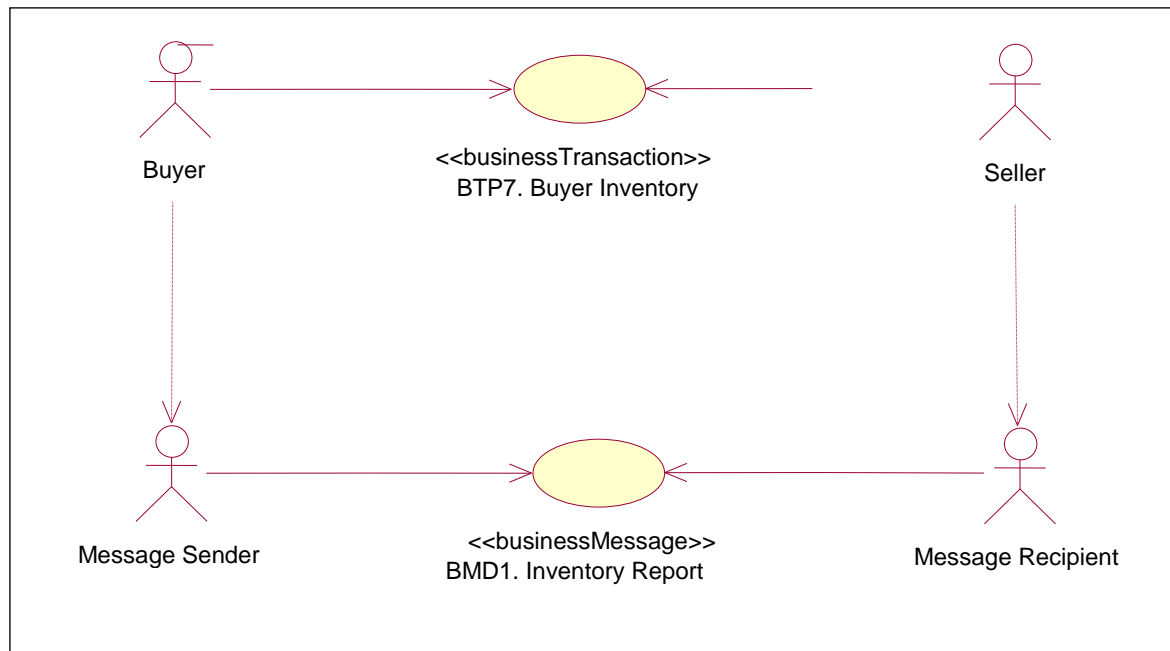 Buyer
<<businessTransaction>>
BTP7. Buyer Inventory
Seller
Message Sender
<<businessMessage>>
BMD1. Inventory Report
Message Recipient